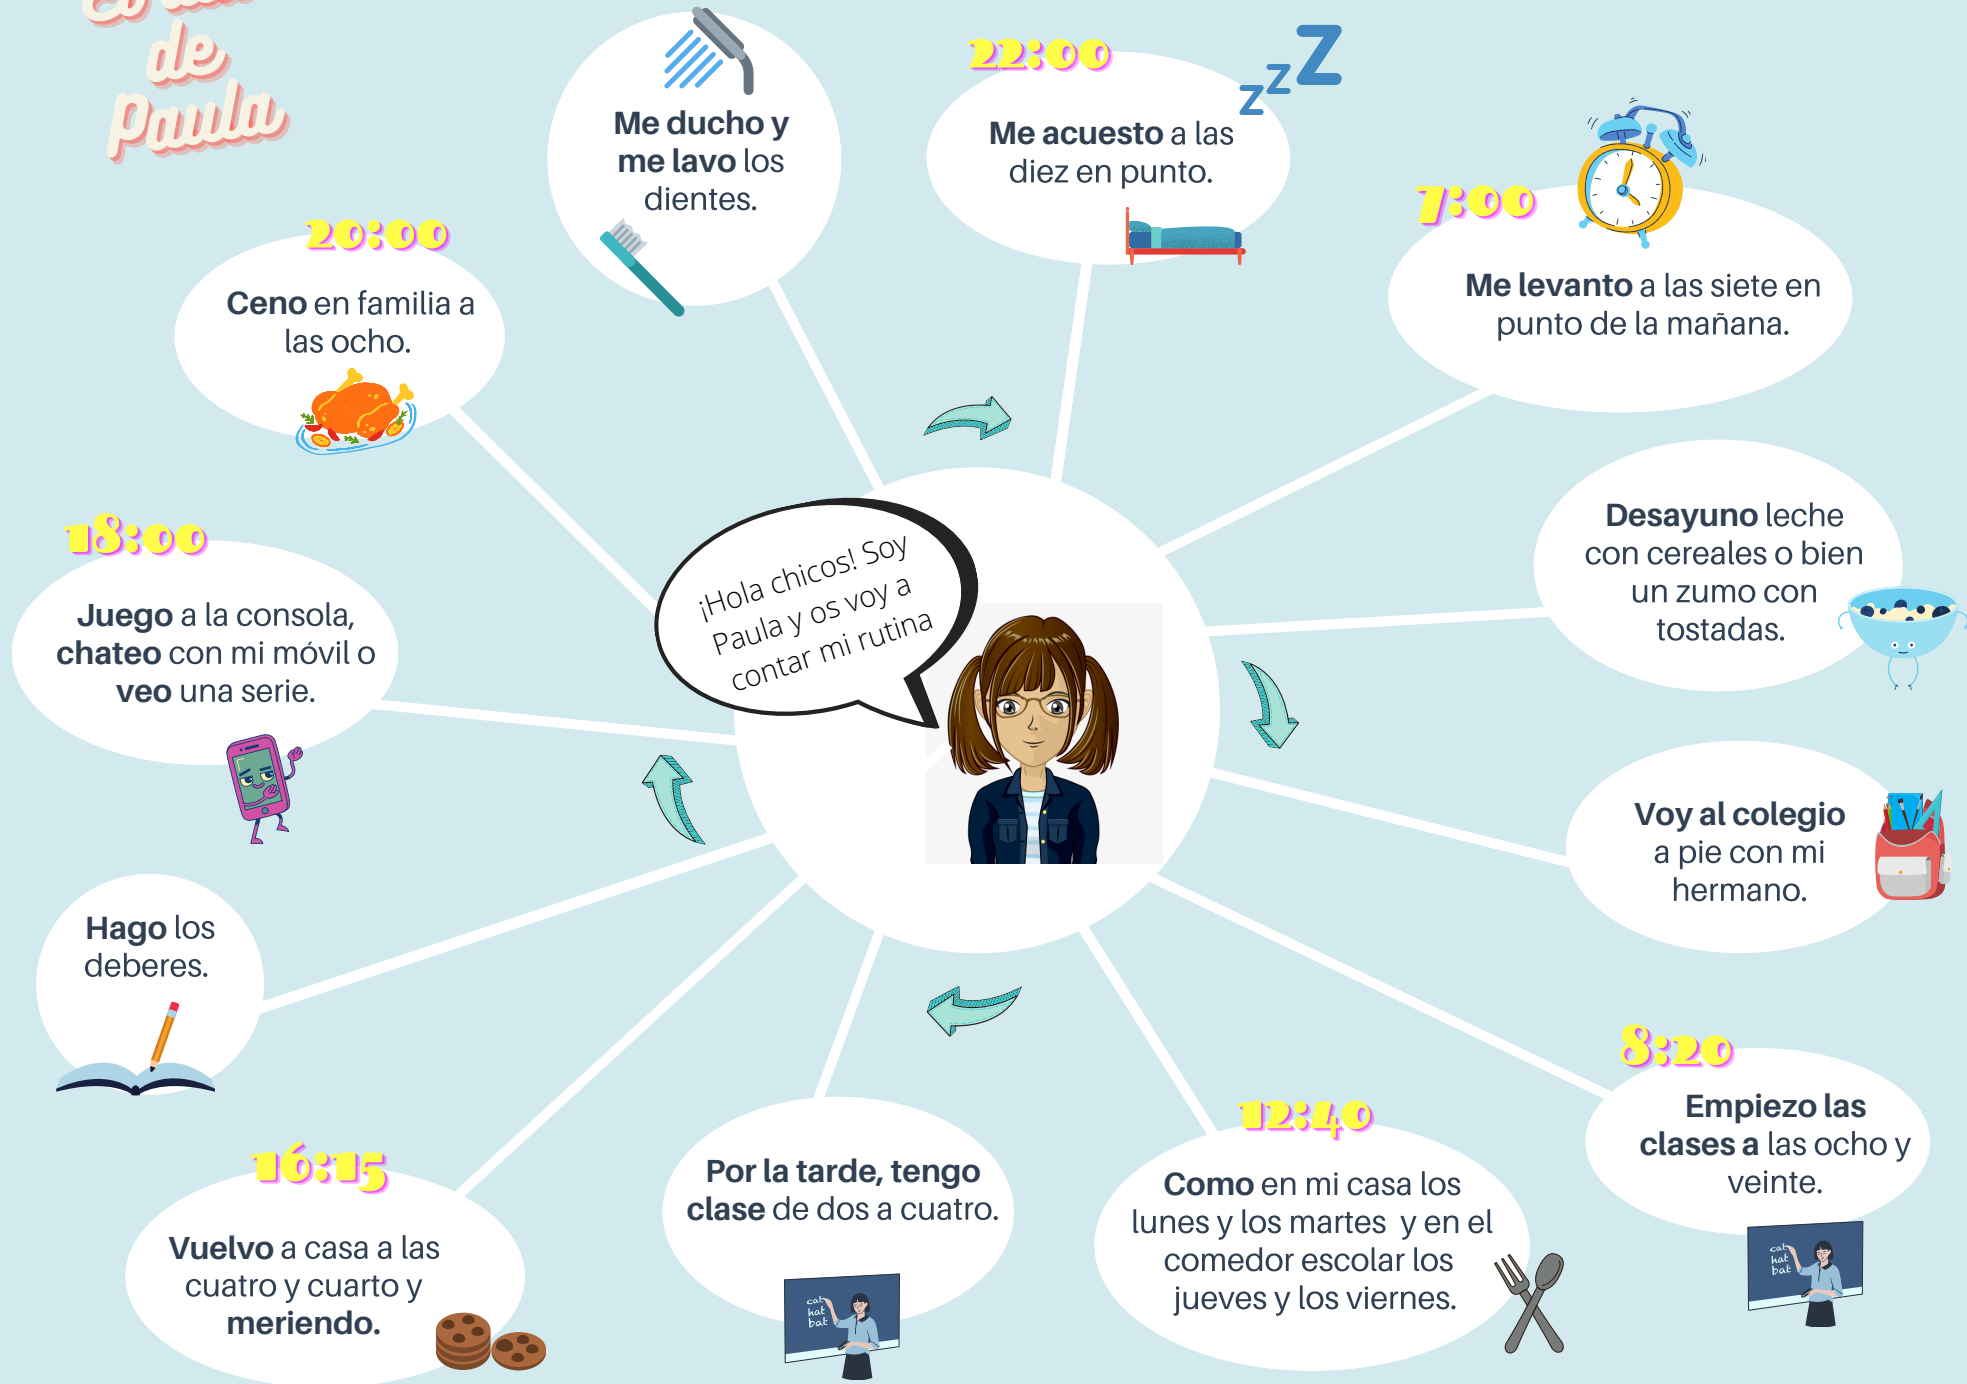 de
Paula
Me ducho y
me lavo los
dientes.
22:00
z z Z
Me acuesto a las
diez en punto.
7:00
Me levanto a las siete en
punto de la mañana.
Desayuno leche
con cereales o bien
un zumo con
tostadas.
Voy al colegio
a pie con mi
hermano.
8:20
Empiezo las
clases a las ocho y
veinte.
cat
hat
bat
12:40
Como en mi casa los
lunes y los martes y en el
comedor escolar los
jueves y los viernes.
Por la tarde, tengo
clase de dos a cuatro.
cat
hat
bat
16:15
Vuelvo a casa a las
cuatro y cuarto y
meriendo.
Hago los
deberes.
18:00
Juego a la consola,
chateo con mi móvil o
veo una serie.
20:00
Ceno en familia a
las ocho.
¡Hola chicos! Soy
Paula y os voy a
contar mi rutina